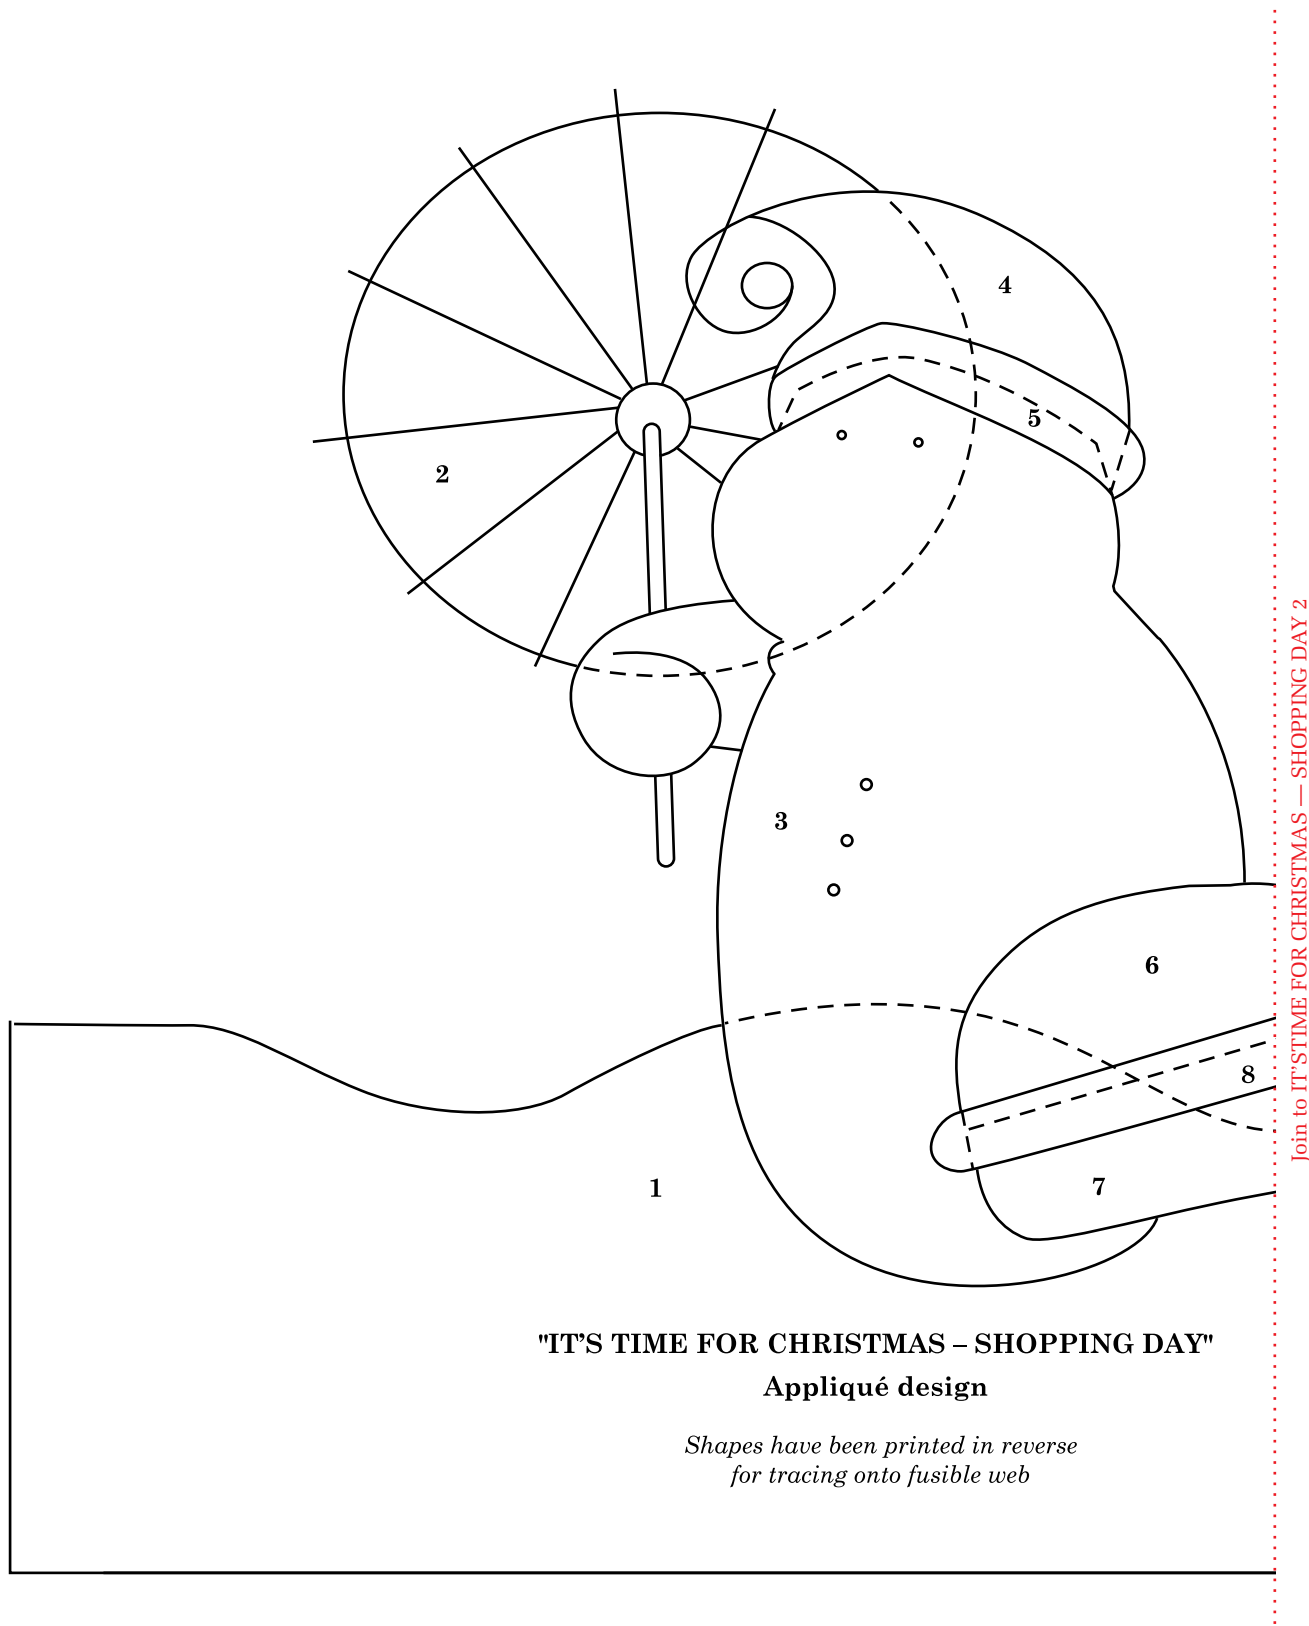 4
5
2
3
6
8
7
1
"IT’S TIME FOR CHRISTMAS – SHOPPING DAY"
Appliqué design
Shapes have been printed in reverse
for tracing onto fusible web
Join to IT'STIME FOR CHRISTMAS — SHOPPING DAY 2